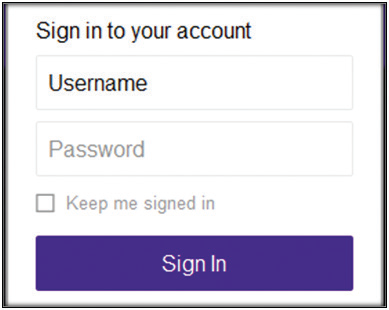 Sign in to your account
Username
Password
Keep me signed in
Sign In